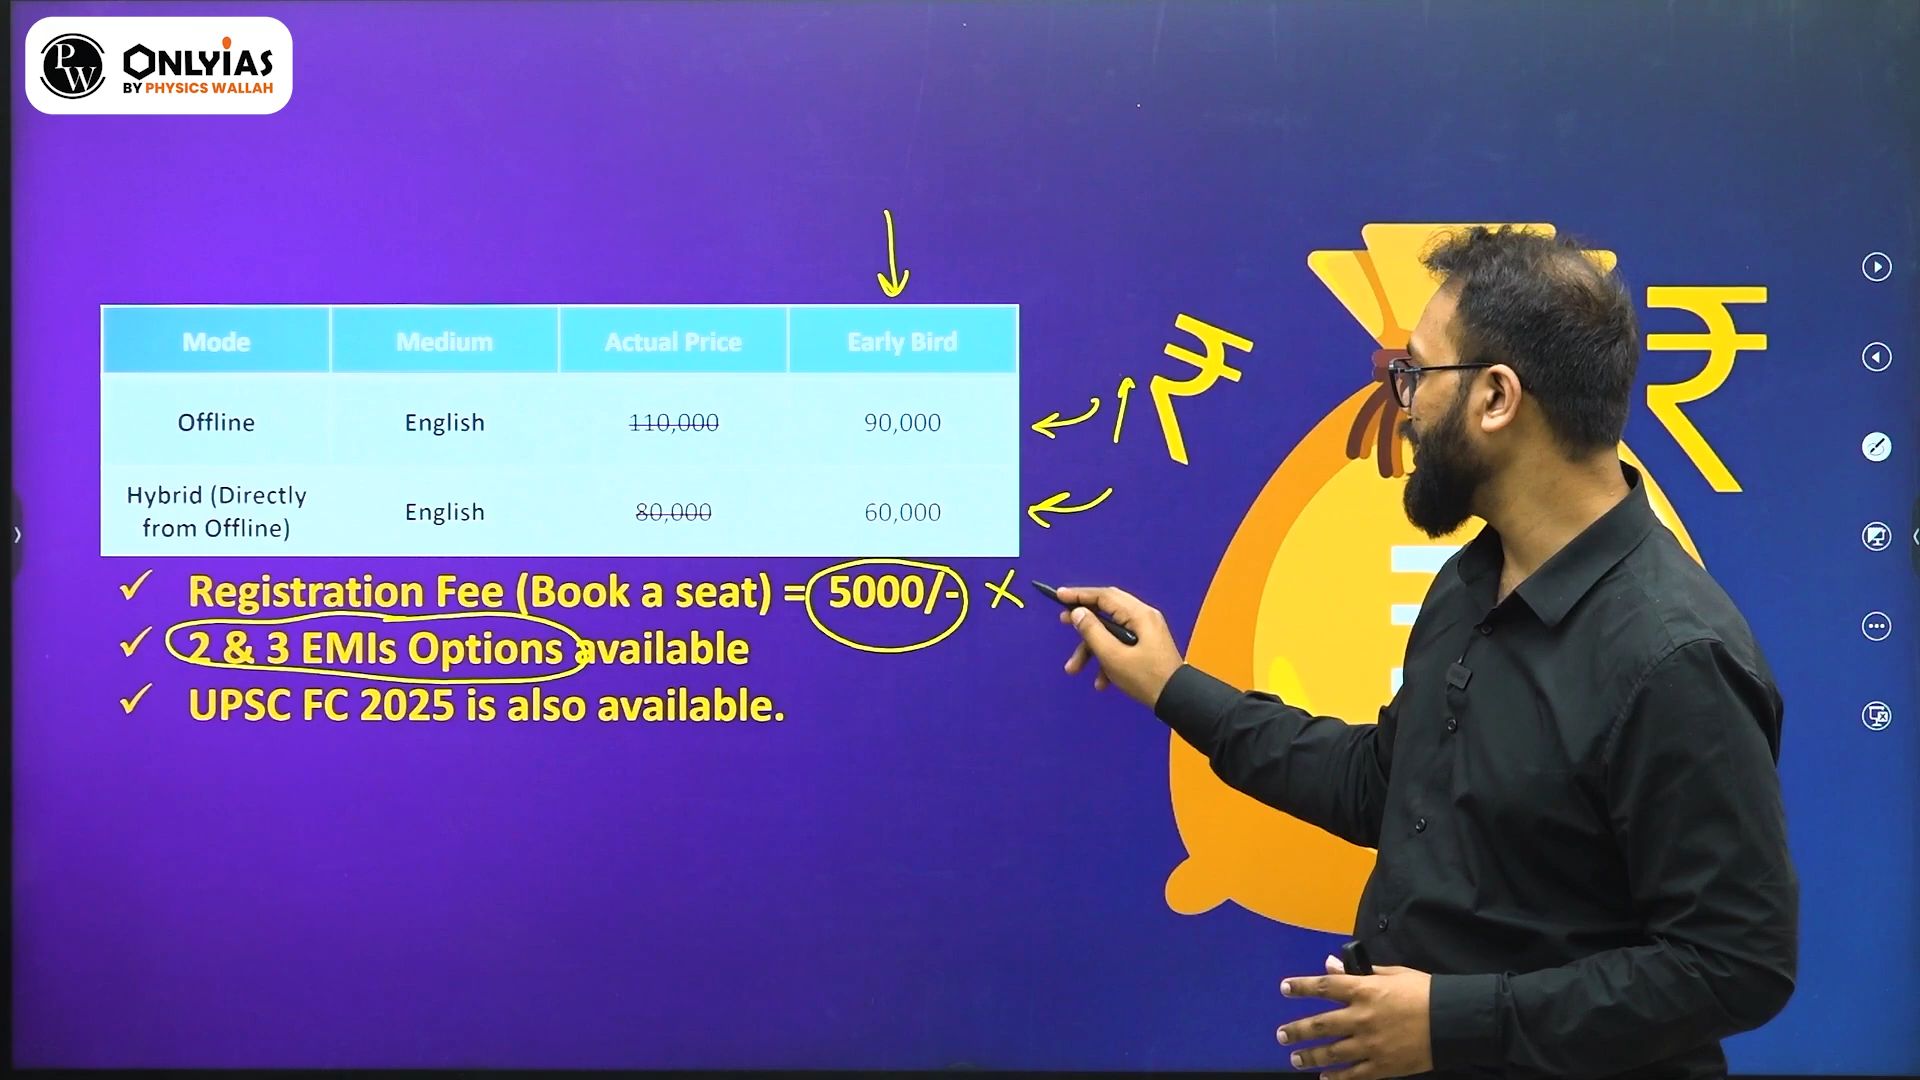 PW
ONLYIAS
BY PHYSICS WALLAH
Mode Medium Actual Price Early Bird
Offline English 110,000 90,000
Hybrid (Directly
from Offline) English 80,000 60,000
✓ Registration Fee (Book a seat) = 5000/- ×
✓ 2 & 3 EMIs Options available
✓ UPSC FC 2025 is also available.
₹
₹